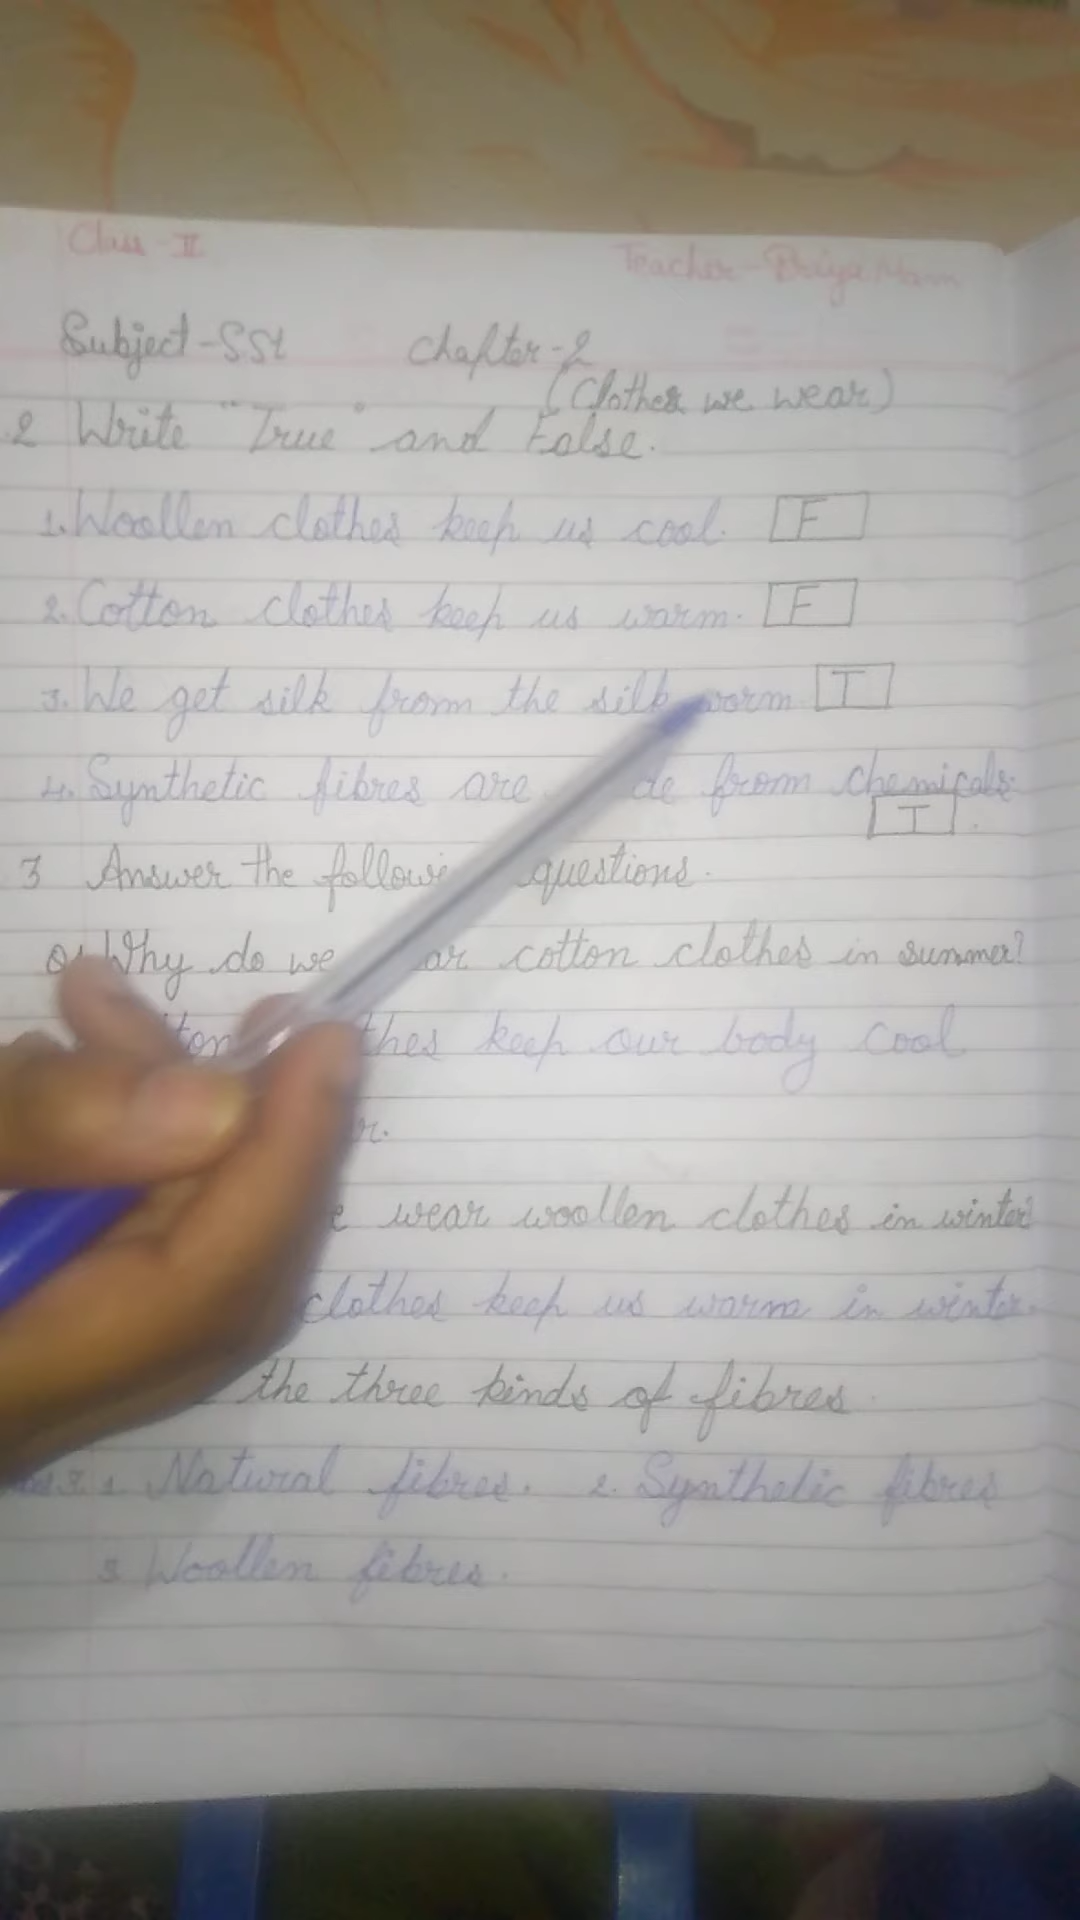 Class - II Teacher - Priya Mam
Subject - SSt Chapter - 2
(Clothes we wear)
2 Write "True" and False.
1. Woollen clothes keep us cool. F
2. Cotton clothes keep us warm. F
3. We get silk from the silk worm T
4. Synthetic fibres are from chemicals.
T
3 Answer the questions.
Why do we cotton clothes in summer?
keep our body cool
wear woollen clothes in winter
clothes keep us warm in winter.
the three kinds of fibres.
1. Natural fibres. 2. Synthetic fibres
3 Woollen fibres.